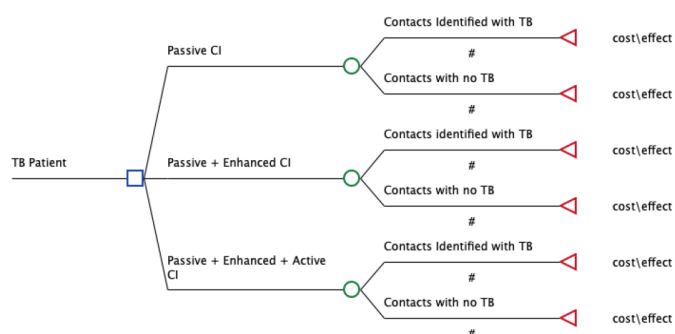 Contacts Identified with TB
Passive CI
#
cost\effect
Contacts with no TB
#
cost\effect
Contacts identified with TB
TB Patient
Passive + Enhanced CI
#
cost\effect
Contacts with no TB
#
cost\effect
Contacts Identified with TB
Passive + Enhanced + Active
CI
#
cost\effect
Contacts with no TB
#
cost\effect